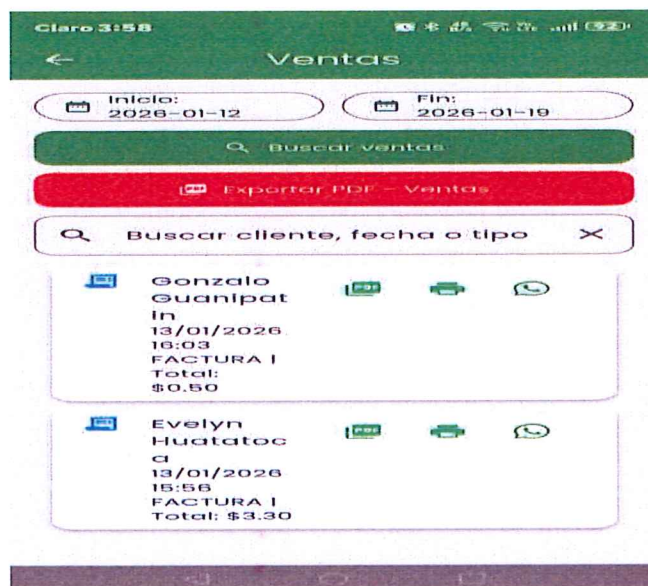 Claro 3:58
Ventas
Inicio:
2026-01-12
Fin:
2026-01-19
Buscar ventas
Exportar PDF - Ventas
Buscar cliente, fecha o tipo
Gonzalo
Guanipat
in
13/01/2026
16:03
FACTURA |
Total:
$0.50
PDF
Evelyn
Huatatoc
a
13/01/2026
15:56
FACTURA |
Total: $3.30
PDF